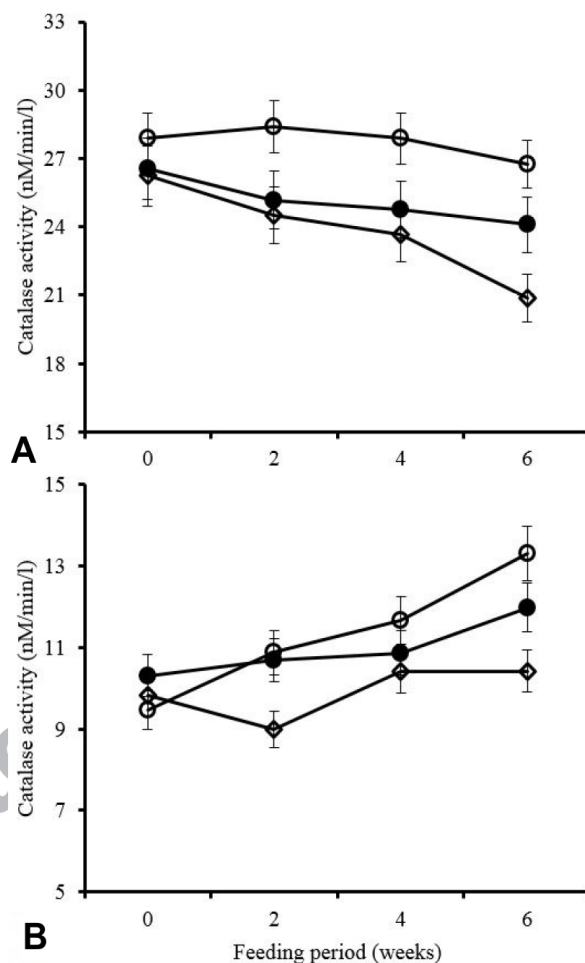 33
30
27
24
21
18
15
Catalase activity (nM/min/l)
0 2 4 6
A
15
13
11
9
7
5
Catalase activity (nM/min/l)
0 2 4 6
Feeding period (weeks)
B